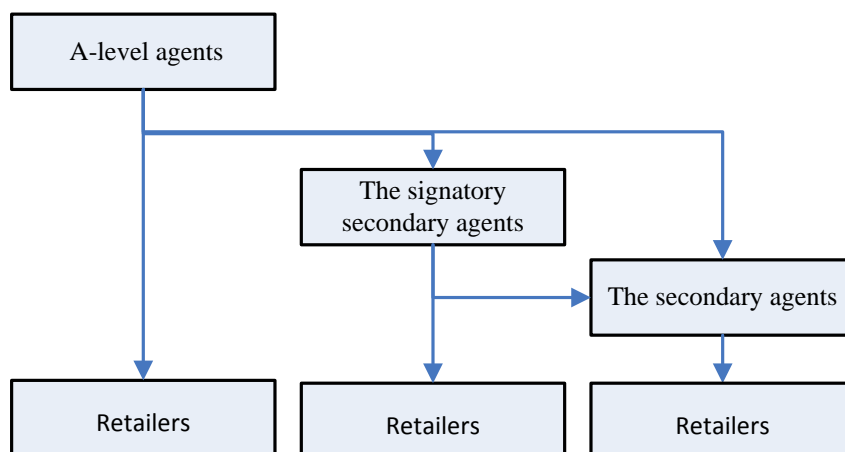 A-level agents
The signatory
secondary agents
The secondary agents
Retailers
Retailers
Retailers